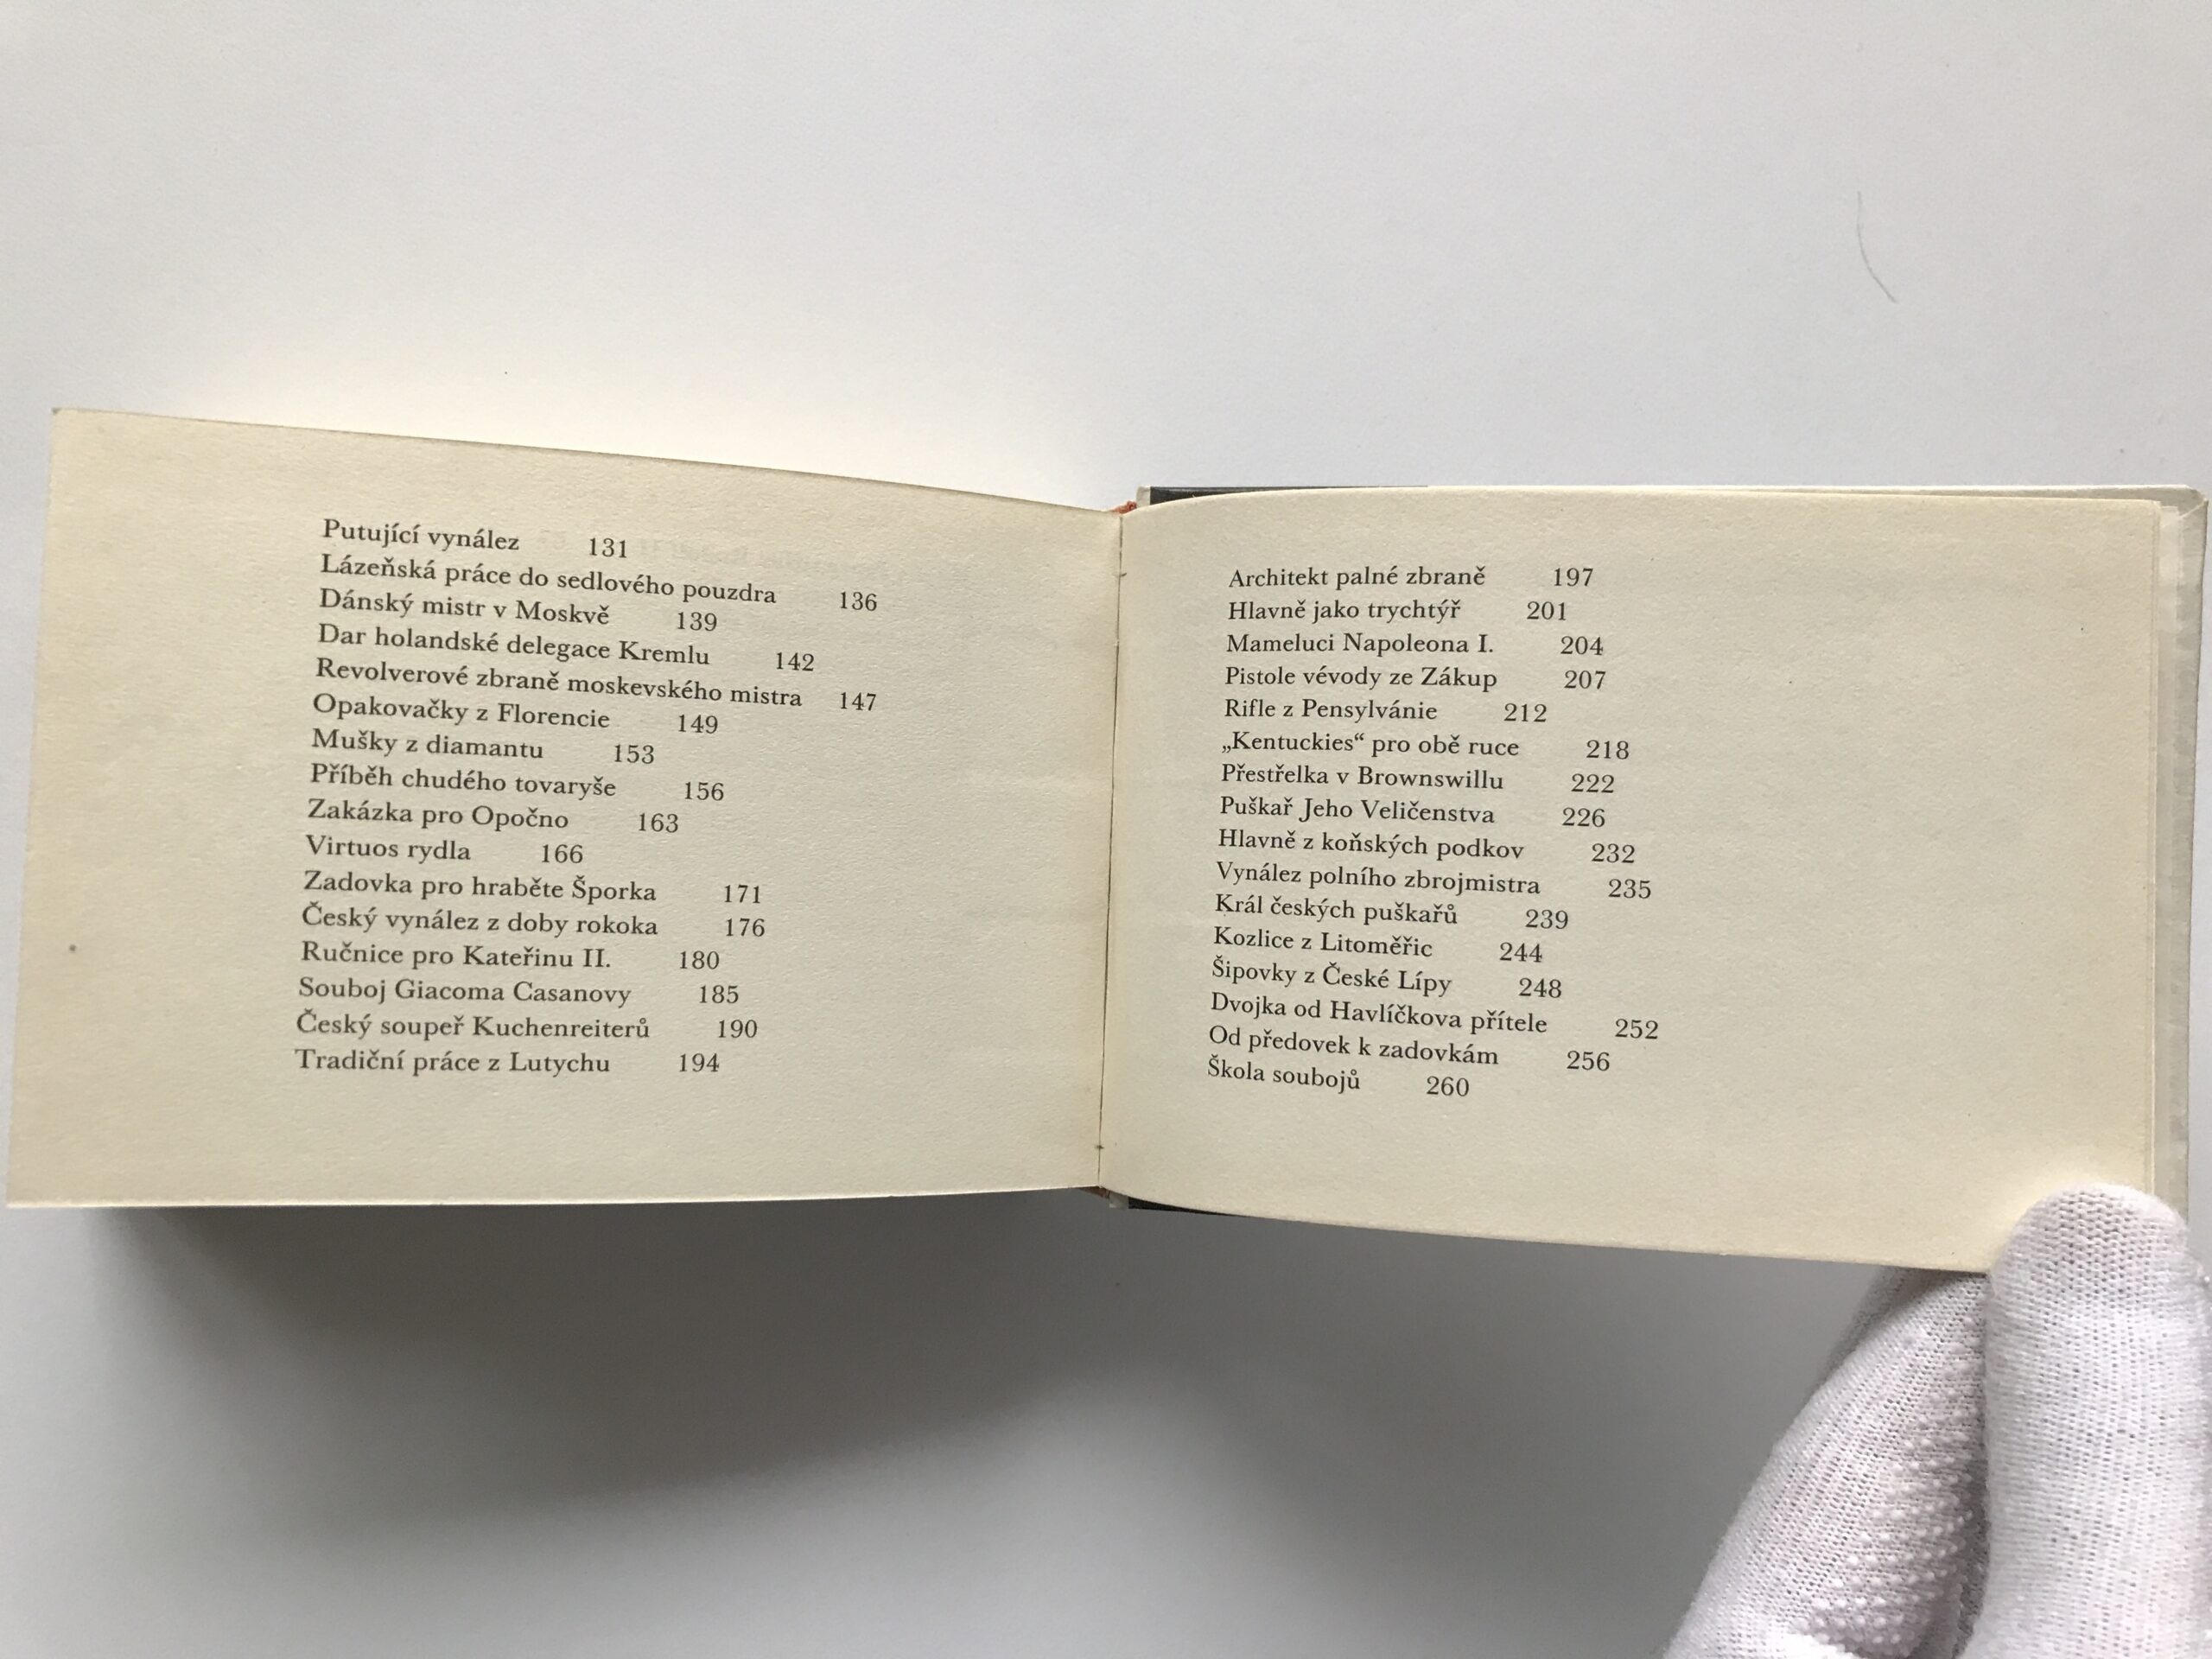 Putující vynález 131
Lázeňská práce do sedlového pouzdra 136
Dánský mistr v Moskvě 139
Dar holandské delegace Kremlu 142
Revolverové zbraně moskevského mistra 147
Opakovačky z Florencie 149
Mušky z diamantu 153
Příběh chudého tovaryše 156
Zakázka pro Opočno 163
Virtuos rydla 166
Zadovka pro hraběte Šporka 171
Český vynález z doby rokoka 176
Ručnice pro Kateřinu II. 180
Souboj Giacoma Casanovy 185
Český soupeř Kuchenreiterů 190
Tradiční práce z Lutychu 194
Architekt palné zbraně 197
Hlavně jako trychtýř 201
Mameluci Napoleona I. 204
Pistole vévody ze Zákup 207
Rifle z Pensylvánie 212
„Kentuckies“ pro obě ruce 218
Přestřelka v Brownswillu 222
Puškař Jeho Veličenstva 226
Hlavně z koňských podkov 232
Vynález polního zbrojmistra 235
Král českých puškařů 239
Kozlice z Litoměřic 244
Šipovky z České Lípy 248
Dvojka od Havlíčkova přítele 252
Od předovek k zadovkám 256
Škola soubojů 260